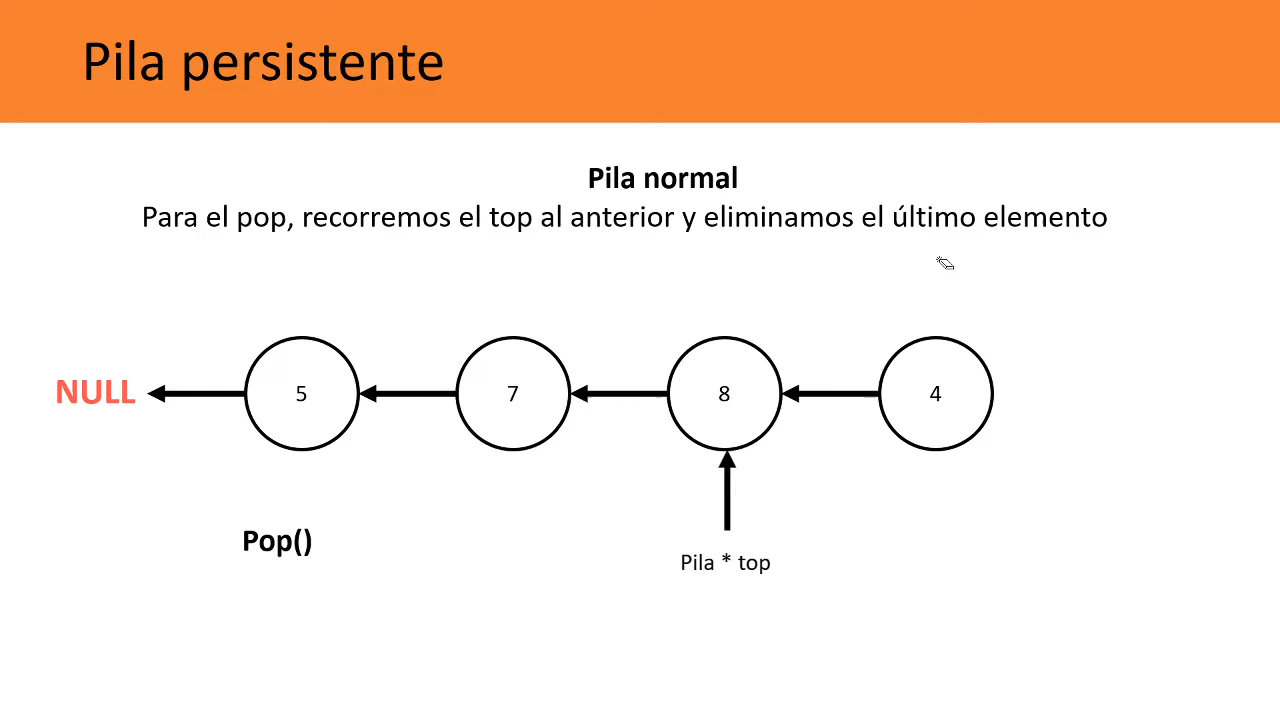 Pila persistente
Pila normal
Para el pop, recorremos el top al anterior y eliminamos el último elemento
NULL
5
7
8
4
Pop()
Pila * top